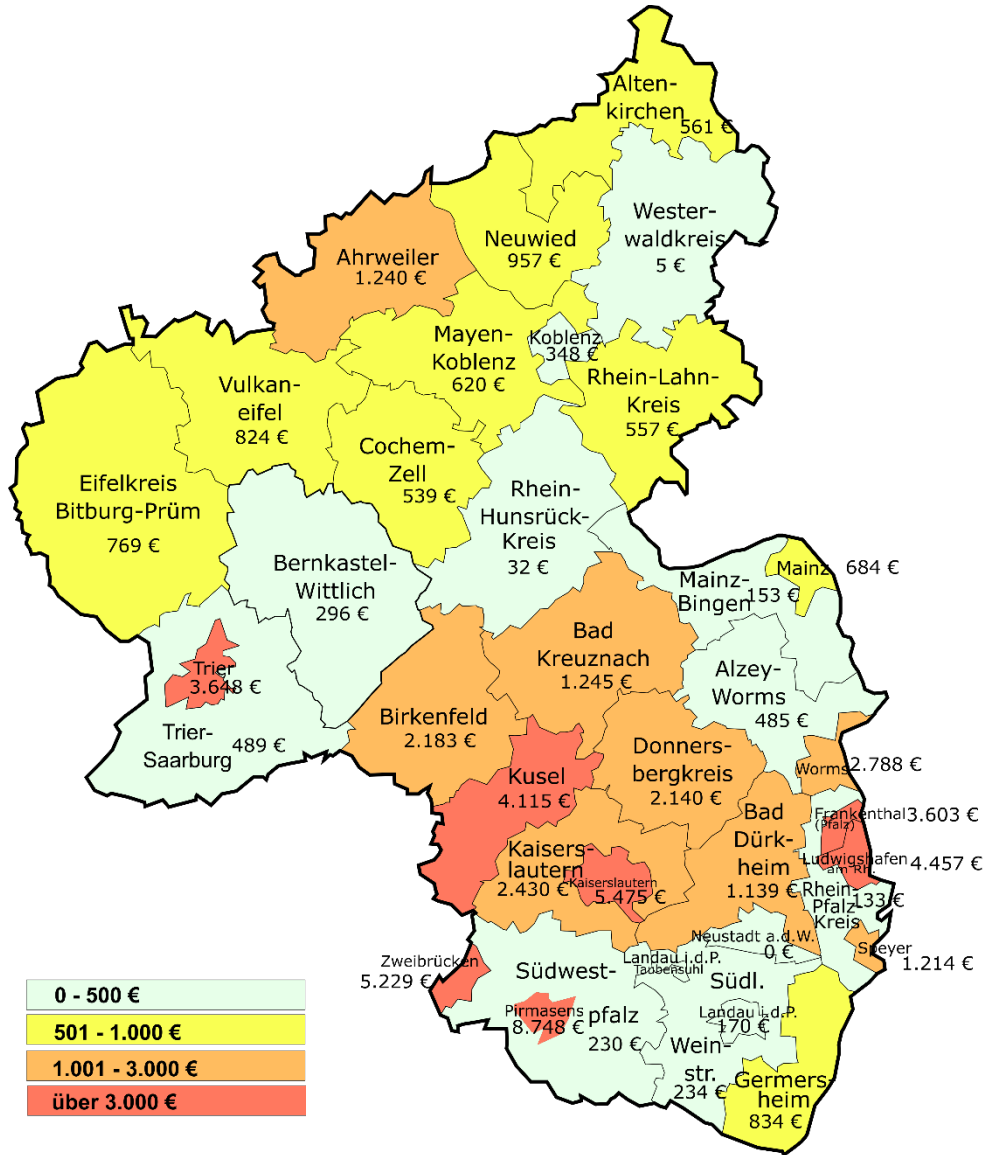 Alten-
kirchen
561 €
Wester-
waldkreis
5 €
Neuwied
957 €
Ahrweiler
1.240 €
Mayen-
Koblenz
620 €
Koblenz
348 €
Rhein-Lahn-
Kreis
557 €
Vulkan-
eifel
824 €
Cochem-
Zell
539 €
Eifelkreis
Bitburg-Prüm
769 €
Rhein-
Hunsrück-
Kreis
32 €
Bernkastel-
Wittlich
296 €
Mainz
684 €
Mainz-
Bingen
153 €
Bad
Kreuznach
1.245 €
Alzey-
Worms
485 €
Trier
3.648 €
Trier-
Saarburg
489 €
Birkenfeld
2.183 €
Donners-
bergkreis
2.140 €
Worms
2.788 €
Kusel
4.115 €
Bad
Dürk-
heim
1.139 €
Frankenthal
(Pfalz)
3.603 €
Ludwigshafen
am Rh.
4.457 €
Kaisers-
lautern
2.430 €
Kaiserslautern
5.475 €
Rhein-
Pfalz-
Kreis
133 €
Neustadt a.d.W.
0 €
Speyer
1.214 €
Zweibrücken
5.229 €
Südwest-
pfalz
230 €
Landau i.d.P.
Taubensuhl
Südl.
Wein-
str.
234 €
Pirmasens
8.748 €
Landau i.d.P.
170 €
Germers-
heim
834 €
0 - 500 €
501 - 1.000 €
1.001 - 3.000 €
über 3.000 €